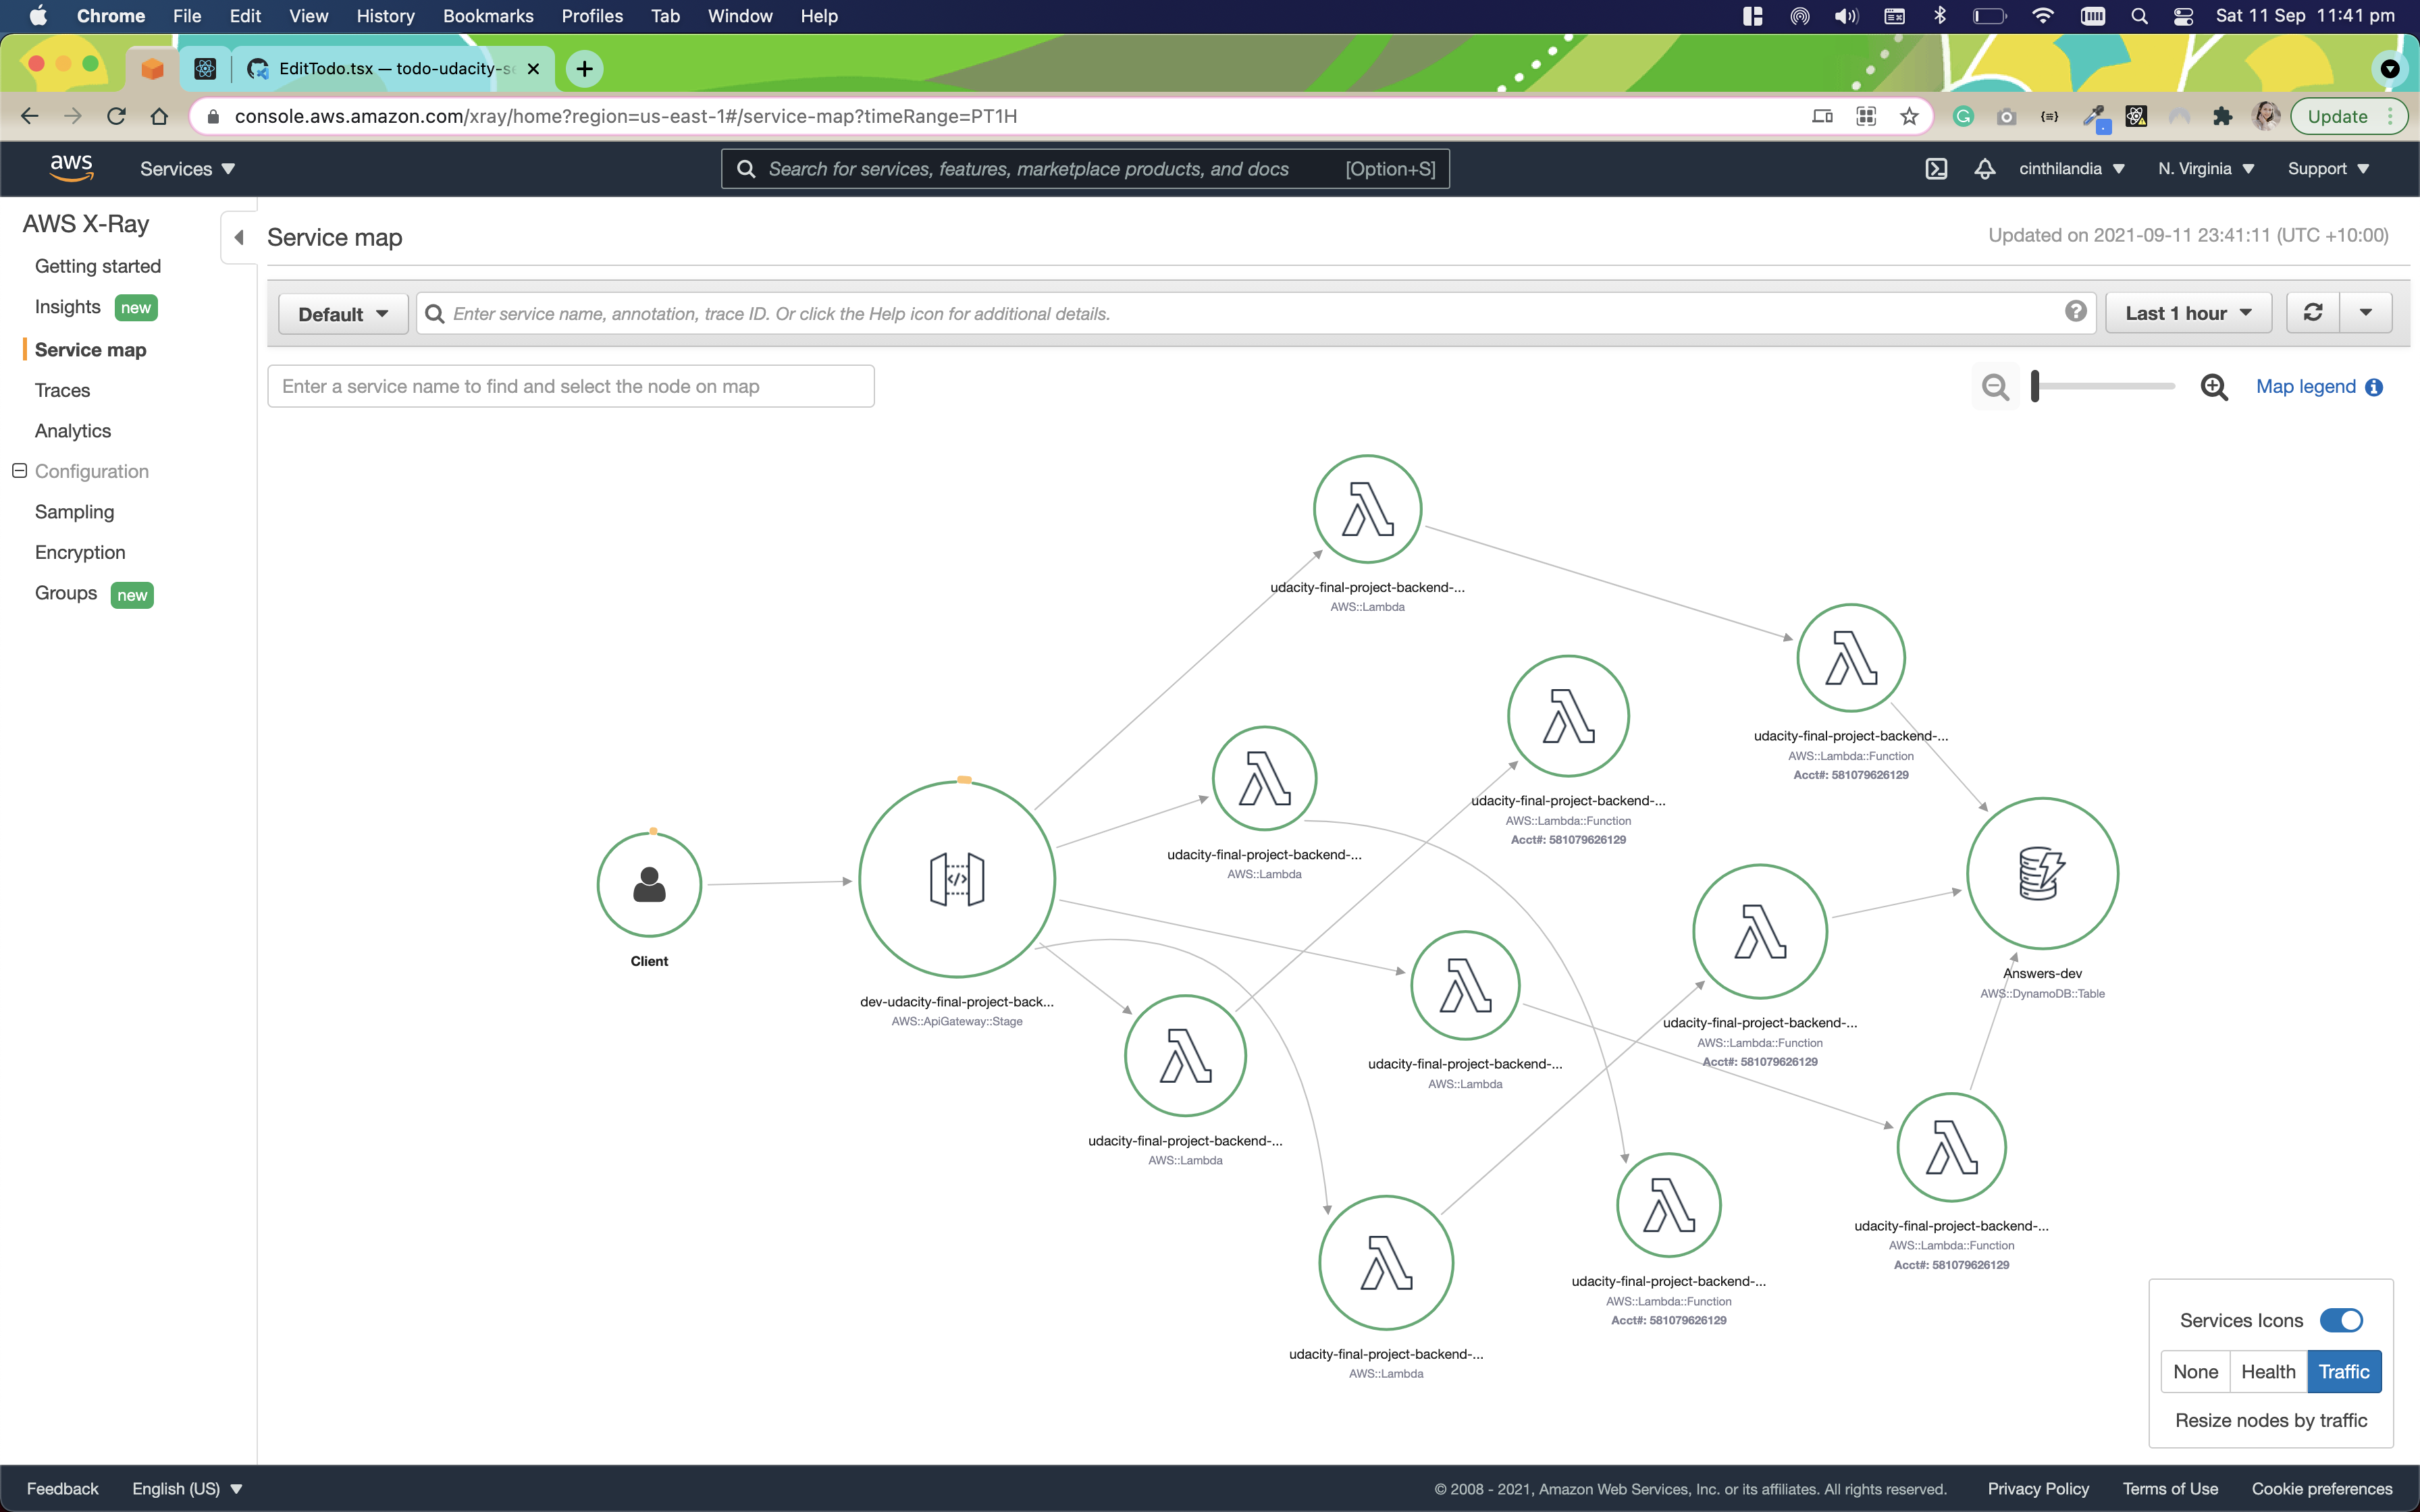 Chrome File Edit View History Bookmarks Profiles Tab Window Help Sat 11 Sep 11:41 pm
EditTodo.tsx — todo-udacity-se
console.aws.amazon.com/xray/home?region=us-east-1#/service-map?timeRange=PT1H Update
aws Services Search for services, features, marketplace products, and docs [Option+S] cinthilandia N. Virginia Support
AWS X-Ray
Getting started
Insights new
Service map
Traces
Analytics
Configuration
Sampling
Encryption
Groups new
Service map Updated on 2021-09-11 23:41:11 (UTC +10:00)
Default Enter service name, annotation, trace ID. Or click the Help icon for additional details. Last 1 hour
Enter a service name to find and select the node on map Map legend
udacity-final-project-backend-...
AWS::Lambda
udacity-final-project-backend-...
AWS::Lambda::Function
Acct#: 581079626129
udacity-final-project-backend-...
AWS::Lambda::Function
Acct#: 581079626129
udacity-final-project-backend-...
AWS::Lambda
Client
dev-udacity-final-project-back...
AWS::ApiGateway::Stage
Answers-dev
AWS::DynamoDB::Table
udacity-final-project-backend-...
AWS::Lambda::Function
Acct#: 581079626129
udacity-final-project-backend-...
AWS::Lambda
udacity-final-project-backend-...
AWS::Lambda
udacity-final-project-backend-...
AWS::Lambda::Function
Acct#: 581079626129
udacity-final-project-backend-...
AWS::Lambda::Function
Acct#: 581079626129
udacity-final-project-backend-...
AWS::Lambda
Services Icons
None Health Traffic
Resize nodes by traffic
Feedback English (US) © 2008 - 2021, Amazon Web Services, Inc. or its affiliates. All rights reserved. Privacy Policy Terms of Use Cookie preferences